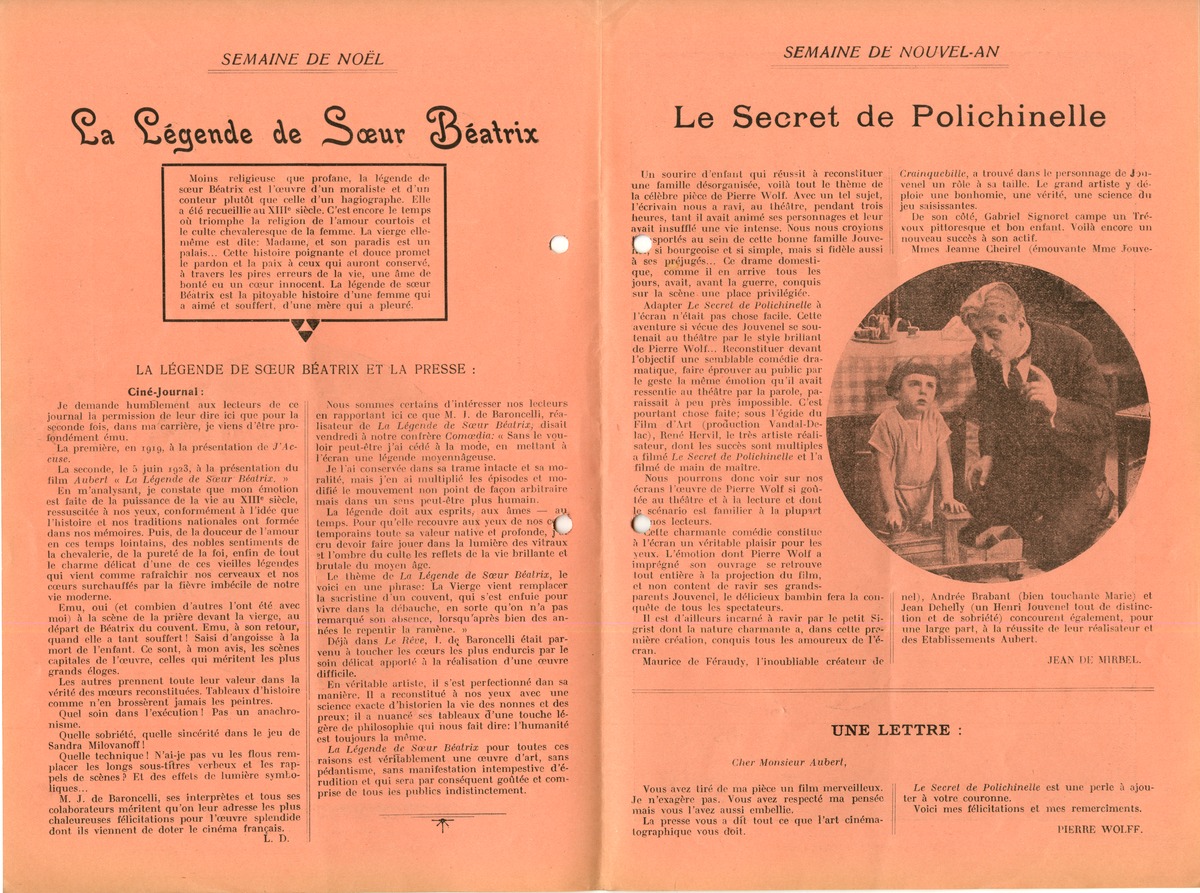 SEMAINE DE NOËL
La Légende de Sœur Béatrix
Moins religieuse que profane, la légende de
sœur Béatrix est l'œuvre d'un moraliste et d'un
conteur plutôt que celle d'un hagiographe. Elle
a été recueillie au XIIIe siècle. C'est encore le temps
où triomphe la religion de l'amour courtois et
le culte chevaleresque de la femme. La vierge elle-
même est dite: Madame, et son paradis est un
palais... Cette histoire poignante et douce promet
le pardon et la paix à ceux qui auront conservé,
à travers les pires erreurs de la vie, une âme de
bonté eu un cœur innocent. La légende de sœur
Béatrix est la pitoyable histoire d'une femme qui
a aimé et souffert, d'une mère qui a pleuré.
LA LÉGENDE DE SŒUR BÉATRIX ET LA PRESSE :
Ciné-Journal :
Je demande humblement aux lecteurs de ce
journal la permission de leur dire ici que pour la
seconde fois, dans ma carrière, je viens d'être pro-
fondément ému.
La première, en 1919, à la présentation de J'Ac-
cuse.
La seconde, le 5 juin 1923, à la présentation du
film Aubert « La Légende de Sœur Béatrix. »
En m'analysant, je constate que mon émotion
est faite de la puissance de la vie au XIIIe siècle,
ressuscitée à nos yeux, conformément à l'idée que
l'histoire et nos traditions nationales ont formée
dans nos mémoires. Puis, de la douceur de l'amour
en ces temps lointains, des nobles sentiments de
la chevalerie, de la pureté de la foi, enfin de tout
le charme délicat d'une de ces vieilles légendes
qui vient comme rafraîchir nos cerveaux et nos
cœurs surchauffés par la fièvre imbécile de notre
vie moderne.
Emu, oui (et combien d'autres l'ont été avec
moi) à la scène de la prière devant la vierge, au
départ de Béatrix du couvent. Emu, à son retour,
quand elle a tant souffert ! Saisi d'angoisse à la
mort de l'enfant. Ce sont, à mon avis, les scènes
capitales de l'œuvre, celles qui méritent les plus
grands éloges.
Les autres prennent toute leur valeur dans la
vérité des mœurs reconstituées. Tableaux d'histoire
comme n'en brossèrent jamais les peintres.
Quel soin dans l'exécution ! Pas un anachro-
nisme.
Quelle sobriété, quelle sincérité dans le jeu de
Sandra Milovanoff !
Quelle technique ! N'ai-je pas vu les flous rem-
placer les longs sous-titres verbeux et les rap-
pels de scènes ? Et des effets de lumière symbo-
liques...
M. J. de Baroncelli, ses interprètes et tous ses
colaborateurs méritent qu'on leur adresse les plus
chaleureuses félicitations pour l'œuvre splendide
dont ils viennent de doter le cinéma français.
L. D.
Nous sommes certains d'intéresser nos lecteurs
en rapportant ici ce que M. J. de Baroncelli, réa-
lisateur de La Légende de Sœur Béatrix, disait
vendredi à notre confrère Comœdia: « Sans le vou-
loir peut-être j'ai cédé à la mode, en mettant à
l'écran une légende moyenâgeuse.
Je l'ai conservée dans sa trame intacte et sa mo-
ralité, mais j'en ai multiplié les épisodes et mo-
difié le mouvement non point de façon arbitraire
mais dans un sens peut-être plus humain.
La légende doit aux esprits, aux âmes — au
temps. Pour qu'elle recouvre aux yeux de nos
temporains toute sa valeur native et profonde,
cru devoir faire jouer dans la lumière des vitraux
et l'ombre du culte les reflets de la vie brillante et
brutale du moyen âge.
Le thème de La Légende de Sœur Béatrix, le
voici en une phrase: La Vierge vient remplacer
la sacristine d'un couvent, qui s'est enfuie pour
vivre dans la débauche, en sorte qu'on n'a pas
remarqué son absence, lorsqu'après bien des an-
nées le repentir la ramène. »
Déjà dans Le Rêve, J. de Baroncelli était par-
venu à toucher les cœurs les plus endurcis par le
soin délicat apporté à la réalisation d'une œuvre
difficile.
En véritable artiste, il s'est perfectionné dan sa
manière. Il a reconstitué à nos yeux avec une
science exacte d'historien la vie des nonnes et des
preux; il a nuancé ses tableaux d'une touche lé-
gère de philosophie qui nous fait dire: l'humanité
est toujours la même.
La Légende de Sœur Béatrix pour toutes ces
raisons est véritablement une œuvre d'art, sans
pédantisme, sans manifestation intempestive d'é-
rudition et qui sera par conséquent goûtée et com-
prise de tous les publics indistinctement.
SEMAINE DE NOUVEL-AN
Le Secret de Polichinelle
Un sourire d'enfant qui réussit à reconstituer
une famille désorganisée, voilà tout le thème de
la célèbre pièce de Pierre Wolf. Avec un tel sujet,
l'écrivain nous a ravi, au théâtre, pendant trois
heures, tant il avait animé ses personnages et leur
avait insufflé une vie intense. Nous nous croyions
sportés au sein de cette bonne famille Jouve-
si bourgeoise et si simple, mais si fidèle aussi
à ses préjugés... Ce drame domesti-
que, comme il en arrive tous les
jours, avait, avant la guerre, conquis
sur la scène une place privilégiée.
Adapter Le Secret de Polichinelle à
l'écran n'était pas chose facile. Cette
aventure si vécue des Jouvenel se sou-
tenait au théâtre par le style brillant
de Pierre Wolf... Reconstituer devant
l'objectif une semblable comédie dra-
matique, faire éprouver au public par
le geste la même émotion qu'il avait
ressentie au théâtre par la parole, pa-
raissait à peu près impossible. C'est
pourtant chose faite; sous l'égide du
Film d'Art (production Vandal-De-
lac), René Hervil, le très artiste réali-
sateur, dont les succès sont multiples
a filmé Le Secret de Polichinelle et l'a
filmé de main de maître.
Nous pourrons donc voir sur nos
écrans l'œuvre de Pierre Wolf si goû-
tée au théâtre et à la lecture et dont
le scénario est familier à la plupart
nos lecteurs.
Cette charmante comédie constitue
à l'écran un véritable plaisir pour les
yeux. L'émotion dont Pierre Wolf a
imprégné son ouvrage se retrouve
tout entière à la projection du film,
et non content de ravir ses grands-
parents Jouvenel, le délicieux bambin fera la con-
quête de tous les spectateurs.
Il est d'ailleurs incarné à ravir par le petit Si-
grist dont la nature charmante a, dans cette pre-
mière création, conquis tous les amoureux de l'é-
cran.
Maurice de Féraudy, l'inoubliable créateur de
Crainquebille, a trouvé dans le personnage de Jou-
venel un rôle à sa taille. Le grand artiste y dé-
ploie une bonhomie, une vérité, une science du
jeu saisissantes.
De son côté, Gabriel Signoret campe un Tré-
voux pittoresque et bon enfant. Voilà encore un
nouveau succès à son actif.
Mmes Jeanne Cheirel (émouvante Mme Jouve-
nel), Andrée Brabant (bien touchante Marie) et
Jean Dehelly (un Henri Jouvenel tout de distinc-
tion et de sobriété) concourent également, pour
une large part, à la réussite de leur réalisateur et
des Etablissements Aubert.
JEAN DE MIRBEL.
UNE LETTRE :
Cher Monsieur Aubert,
Vous avez tiré de ma pièce un film merveilleux.
Je n'exagère pas. Vous avez respecté ma pensée
mais vous l'avez aussi embellie.
La presse vous a dit tout ce que l'art cinéma-
tographique vous doit.
Le Secret de Polichinelle est une perle à ajou-
ter à votre couronne.
Voici mes félicitations et mes remerciments.
PIERRE WOLFF.